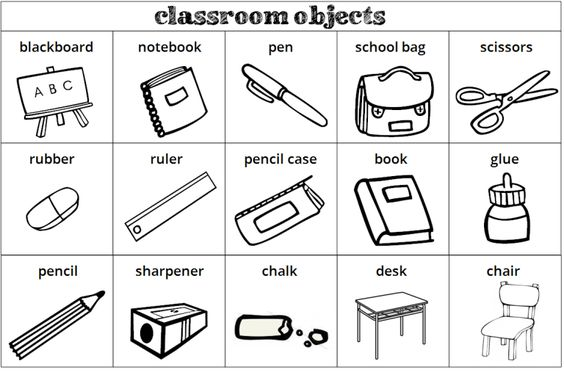 classroom objects
blackboard notebook pen school bag scissors
A B C
rubber ruler pencil case book glue
pencil sharpener chalk desk chair